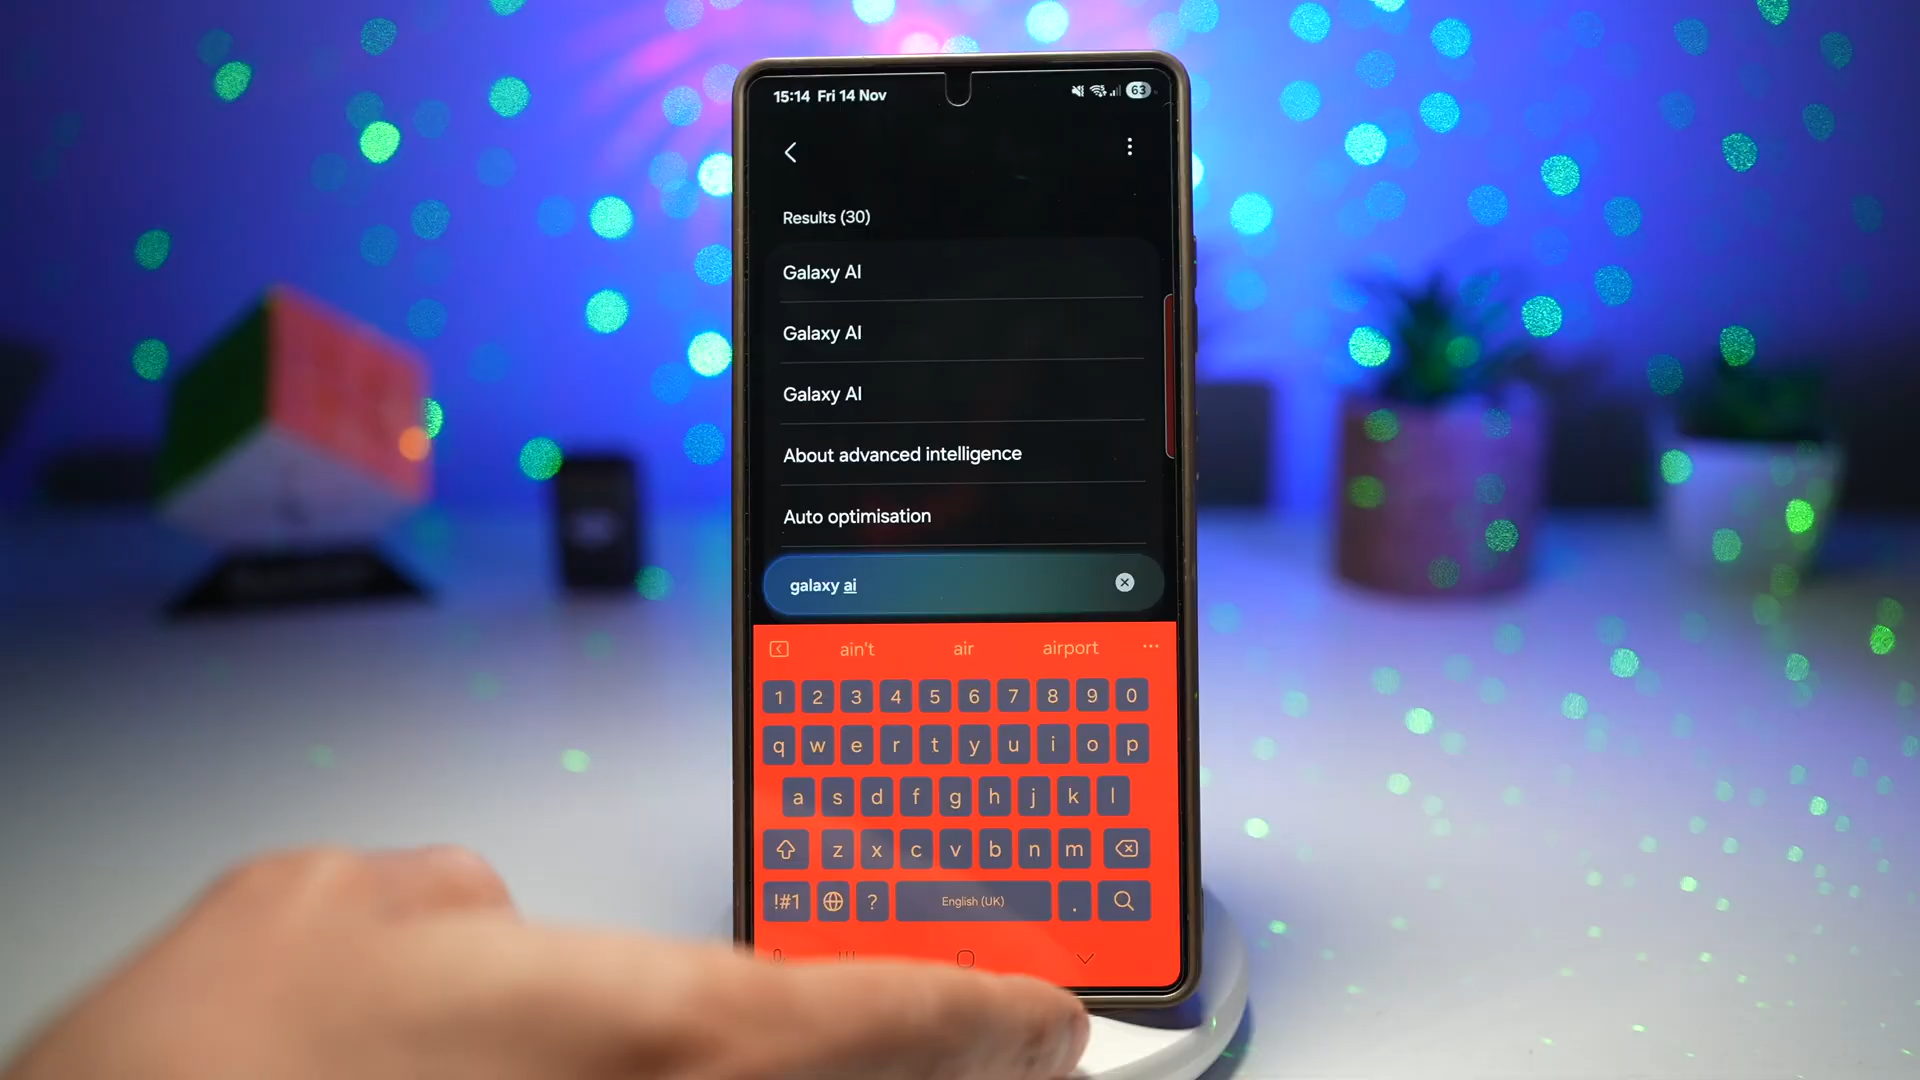 15:14 Fri 14 Nov
63
Results (30)
Galaxy AI
Galaxy AI
Galaxy AI
About advanced intelligence
Auto optimisation
galaxy ai
ain't air airport
1 2 3 4 5 6 7 8 9 0
q w e r t y u i o p
a s d f g h j k l
z x c v b n m
!#1 ? English (UK) .